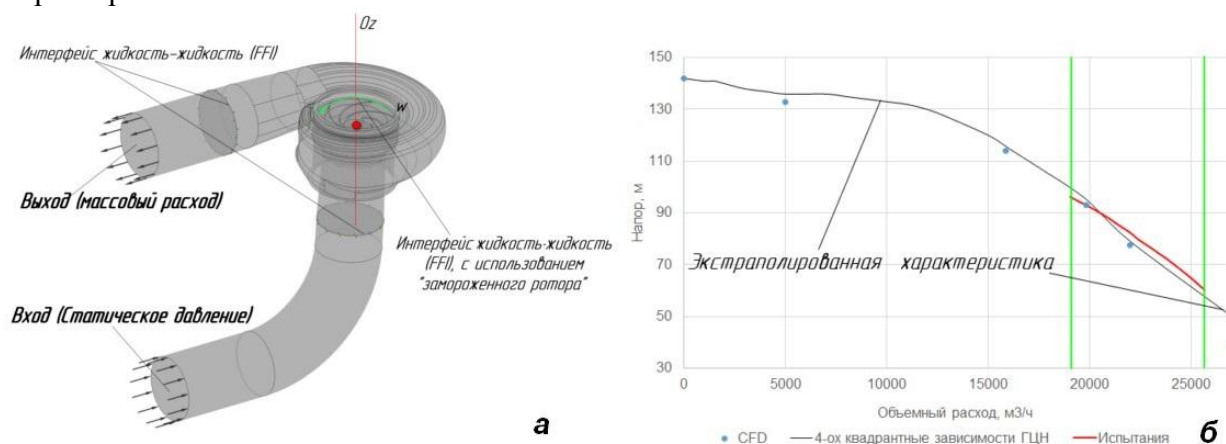 Oz
Интерфейс жидкость-жидкость (FFI)
w
Выход (массовый расход)
Интерфейс жидкость-жидкость
(FFI), с использованием
"замороженного ротора"
Вход (Статическое давление)
а
150
130
110
90
70
50
30
Напор, м
Экстраполированная характеристика
0
5000
10000
15000
20000
25000
Объемный расход, м3/ч
CFD
4-ох квадрантные зависимости ГЦН
Испытания
б